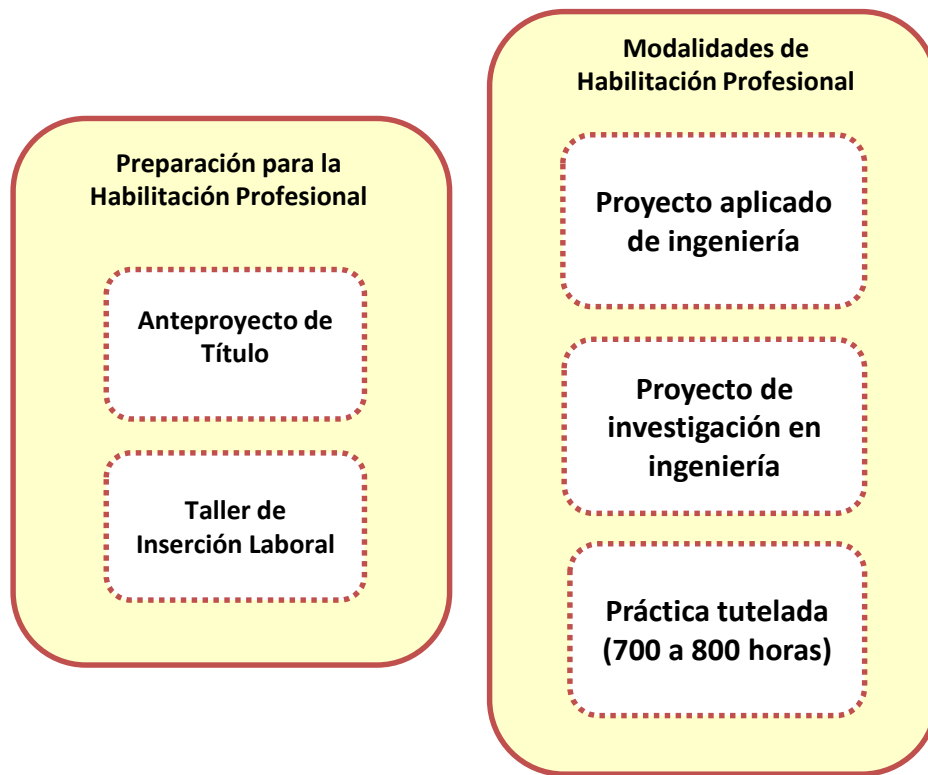 Preparación para la
Habilitación Profesional
Anteproyecto de
Título
Taller de
Inserción Laboral
Modalidades de
Habilitación Profesional
Proyecto aplicado
de ingeniería
Proyecto de
investigación en
ingeniería
Práctica tutelada
(700 a 800 horas)